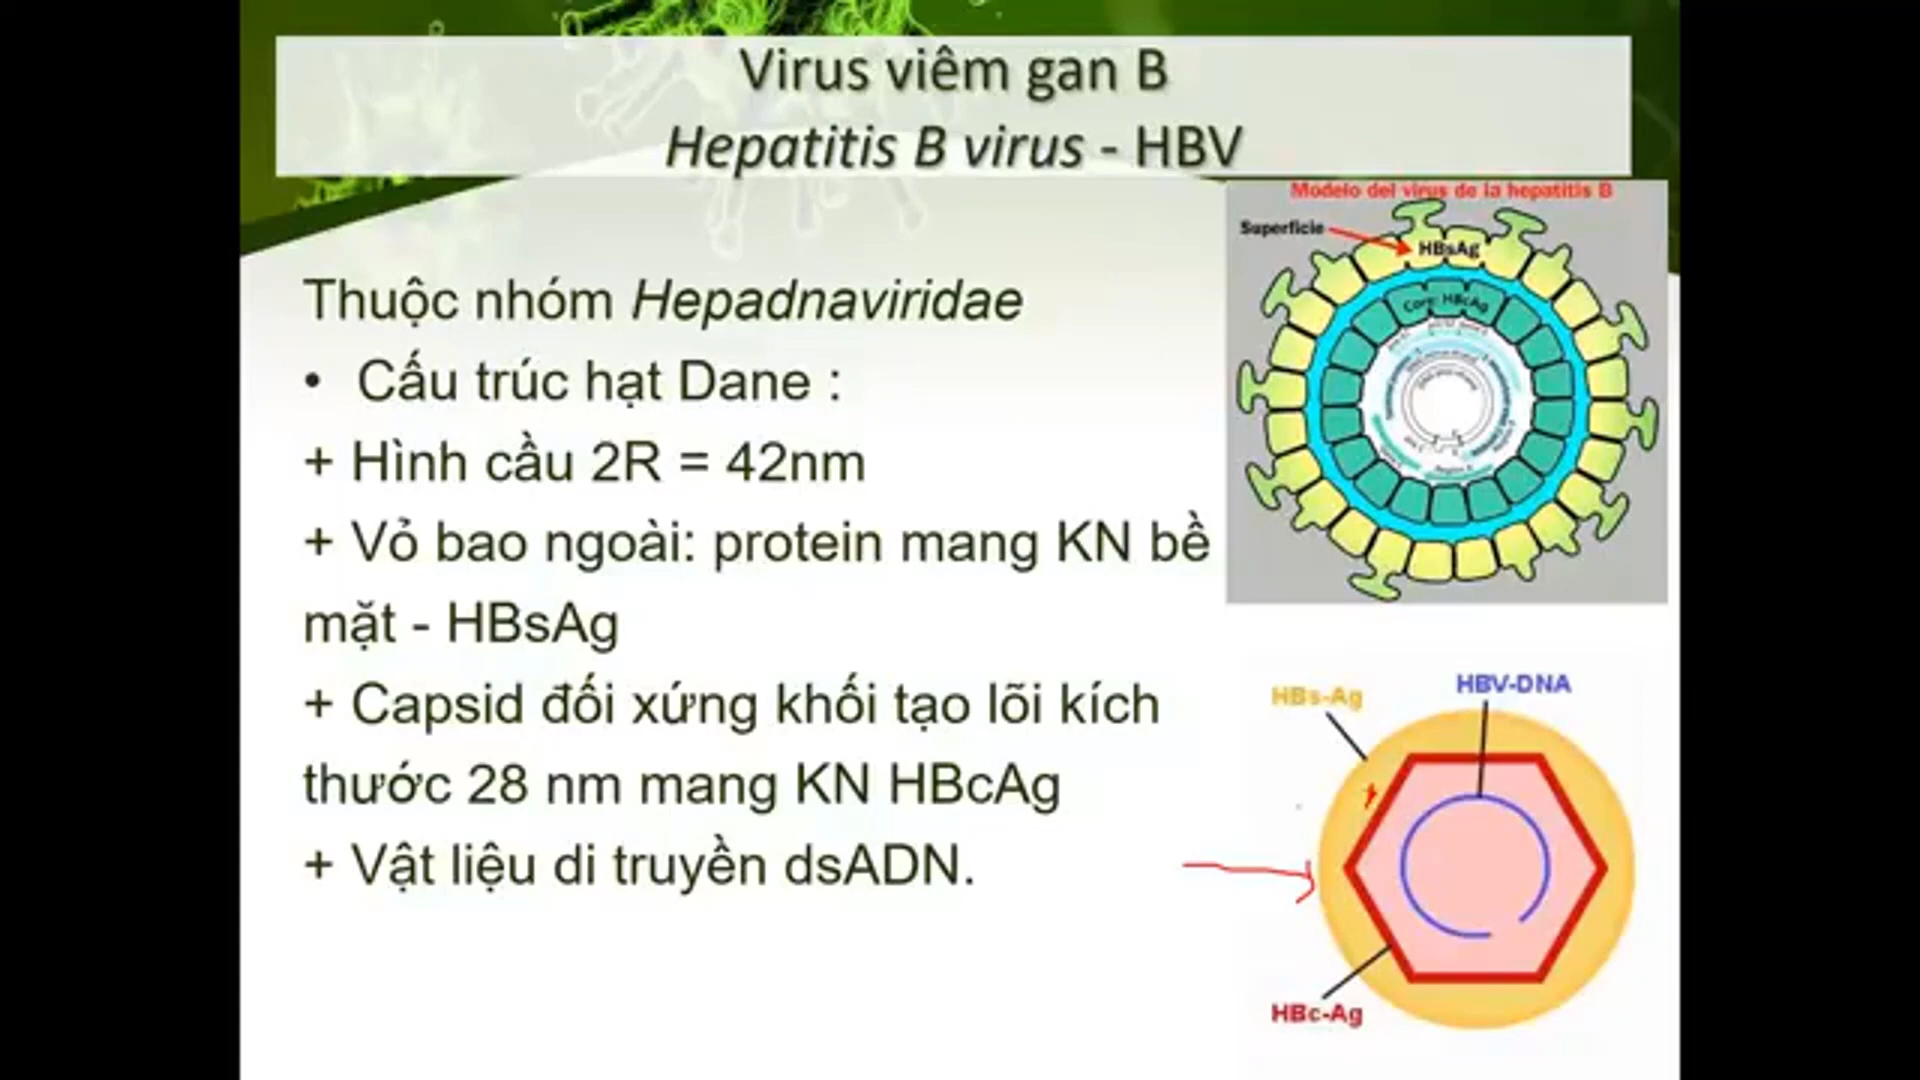 Virus viêm gan B
Hepatitis B virus - HBV
Thuộc nhóm Hepadnaviridae
• Cấu trúc hạt Dane :
+ Hình cầu 2R = 42nm
+ Vỏ bao ngoài: protein mang KN bề
mặt - HBsAg
+ Capsid đối xứng khối tạo lõi kích
thước 28 nm mang KN HBcAg
+ Vật liệu di truyền dsADN.
Modelo del virus de la hepatitis B
Superficie
HBsAg
Core: HBcAg
HBs-Ag
HBV-DNA
HBc-Ag